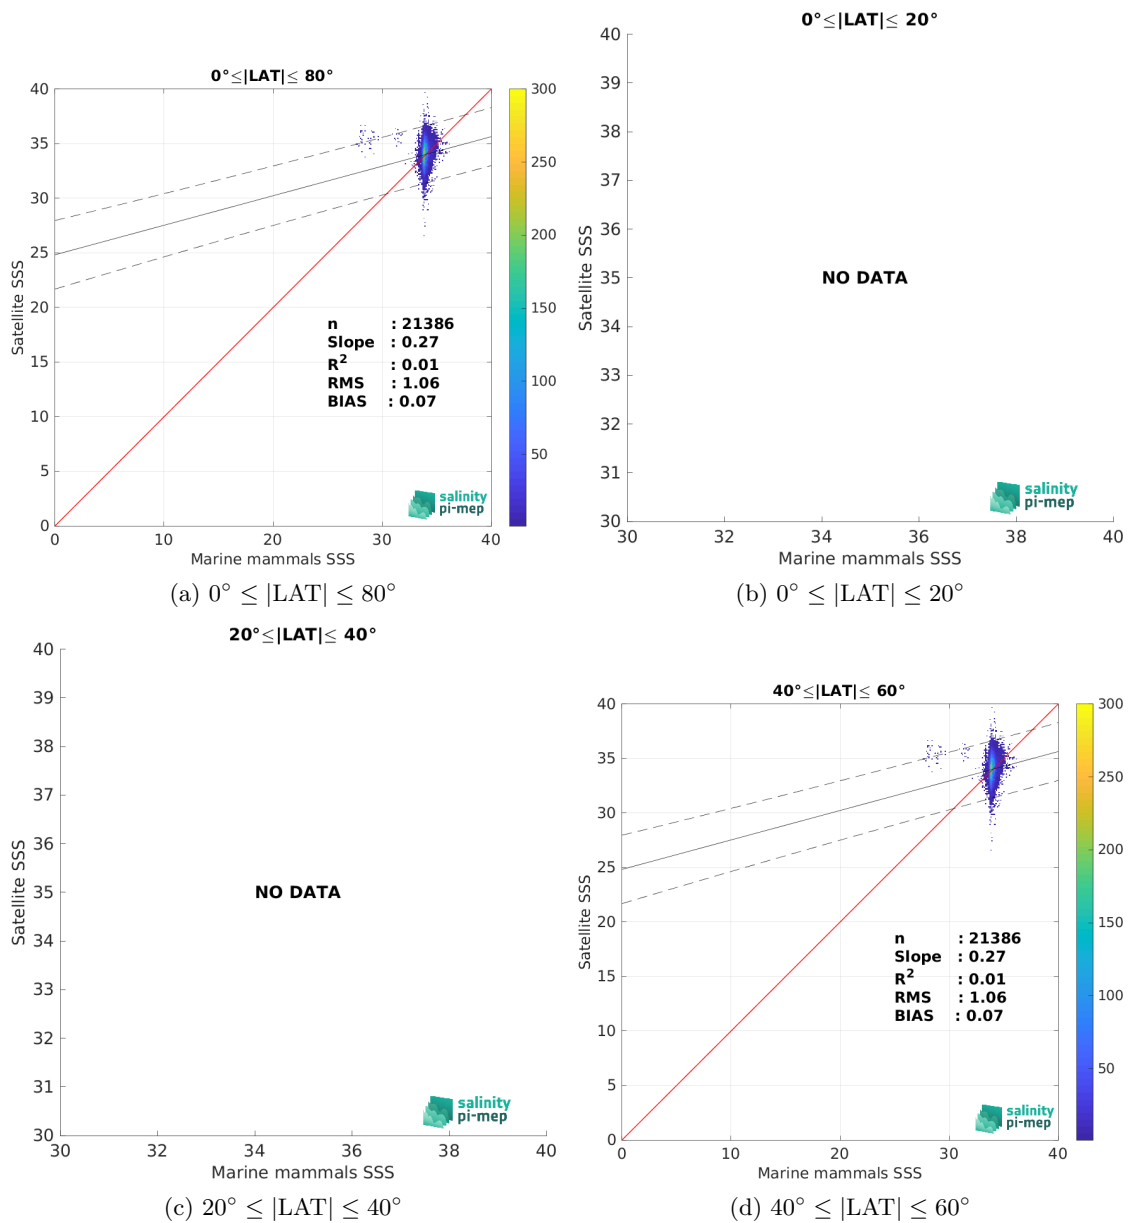 0°≤|LAT|≤ 80°
40
35
30
25
20
15
10
5
0
0
10
20
30
40
Satellite SSS
Marine mammals SSS
n : 21386
Slope : 0.27
R² : 0.01
RMS : 1.06
BIAS : 0.07
salinity
pi-mep
300
250
200
150
100
50
(a) 0° ≤ |LAT| ≤ 80°
0°≤|LAT|≤ 20°
40
39
38
37
36
35
34
33
32
31
30
30
32
34
36
38
40
Satellite SSS
Marine mammals SSS
NO DATA
salinity
pi-mep
(b) 0° ≤ |LAT| ≤ 20°
20°≤|LAT|≤ 40°
40
39
38
37
36
35
34
33
32
31
30
30
32
34
36
38
40
Satellite SSS
Marine mammals SSS
NO DATA
salinity
pi-mep
(c) 20° ≤ |LAT| ≤ 40°
40°≤|LAT|≤ 60°
40
35
30
25
20
15
10
5
0
0
10
20
30
40
Satellite SSS
Marine mammals SSS
n : 21386
Slope : 0.27
R² : 0.01
RMS : 1.06
BIAS : 0.07
salinity
pi-mep
300
250
200
150
100
50
(d) 40° ≤ |LAT| ≤ 60°